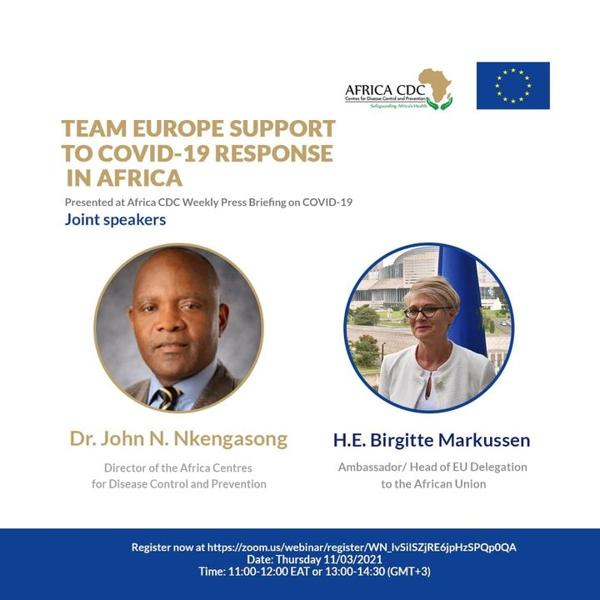 AFRICA CDC
Centres for Disease Control and Prevention
Safeguarding Africa's Health
TEAM EUROPE SUPPORT
TO COVID-19 RESPONSE
IN AFRICA
Presented at Africa CDC Weekly Press Briefing on COVID-19
Joint speakers
Dr. John N. Nkengasong
Director of the Africa Centres
for Disease Control and Prevention
H.E. Birgitte Markussen
Ambassador/ Head of EU Delegation
to the African Union
Register now at https://zoom.us/webinar/register/WN_lvSiISZjRE6jpHzSPQp0QA
Date: Thursday 11/03/2021
Time: 11:00-12:00 EAT or 13:00-14:30 (GMT+3)